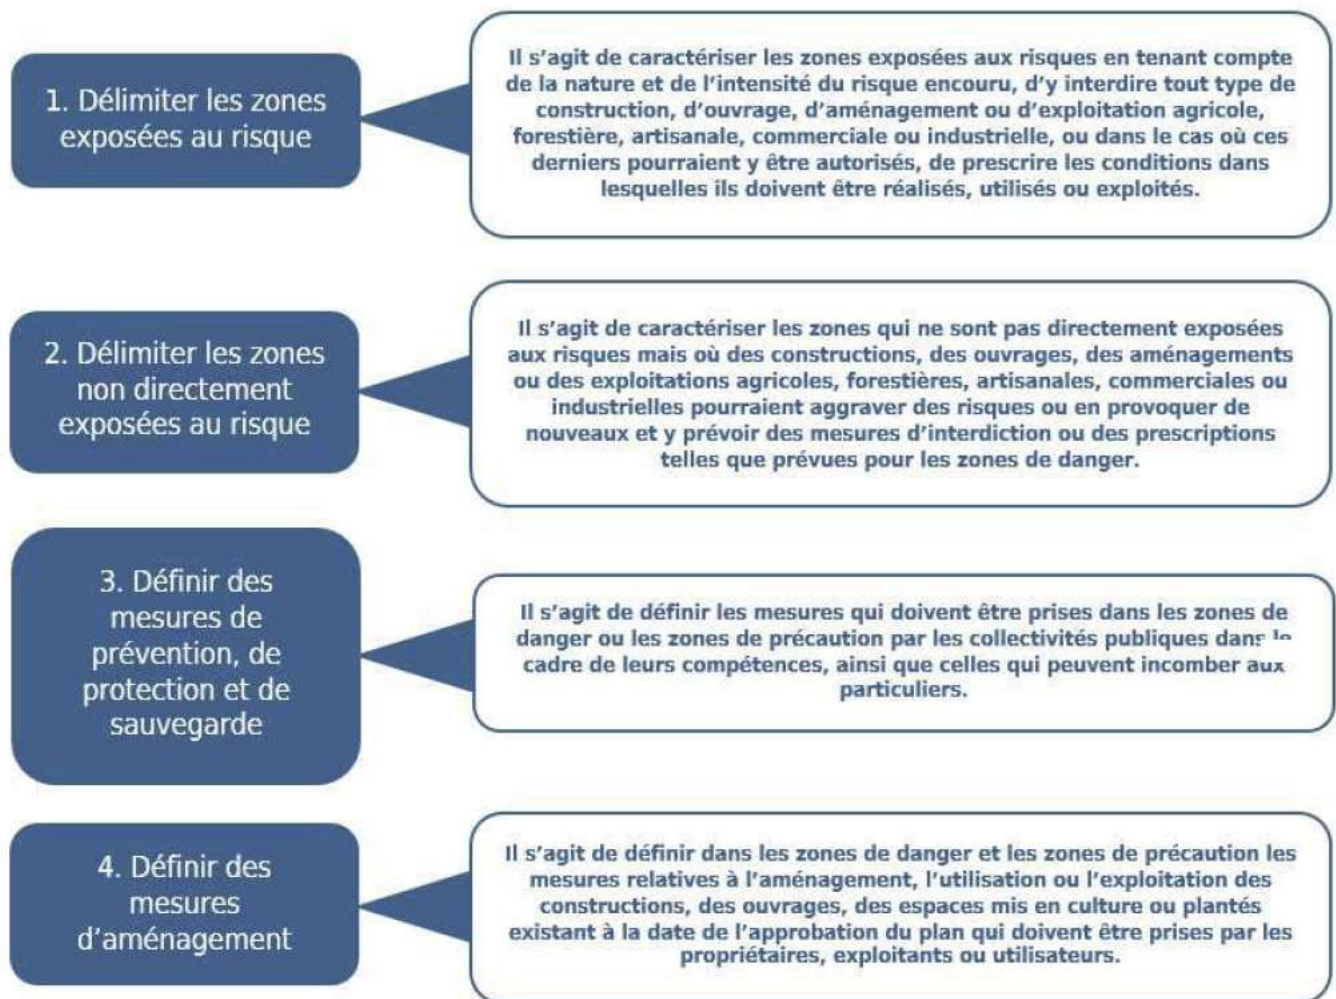 1. Délimiter les zones
exposées au risque
Il s’agit de caractériser les zones exposées aux risques en tenant compte
de la nature et de l’intensité du risque encouru, d’y interdire tout type de
construction, d’ouvrage, d’aménagement ou d’exploitation agricole,
forestière, artisanale, commerciale ou industrielle, ou dans le cas où ces
derniers pourraient y être autorisés, de prescrire les conditions dans
lesquelles ils doivent être réalisés, utilisés ou exploités.
2. Délimiter les zones
non directement
exposées au risque
Il s’agit de caractériser les zones qui ne sont pas directement exposées
aux risques mais où des constructions, des ouvrages, des aménagements
ou des exploitations agricoles, forestières, artisanales, commerciales ou
industrielles pourraient aggraver des risques ou en provoquer de
nouveaux et y prévoir des mesures d’interdiction ou des prescriptions
telles que prévues pour les zones de danger.
3. Définir des
mesures de
prévention, de
protection et de
sauvegarde
Il s’agit de définir les mesures qui doivent être prises dans les zones de
danger ou les zones de précaution par les collectivités publiques dans le
cadre de leurs compétences, ainsi que celles qui peuvent incomber aux
particuliers.
4. Définir des
mesures
d’aménagement
Il s’agit de définir dans les zones de danger et les zones de précaution les
mesures relatives à l’aménagement, l’utilisation ou l’exploitation des
constructions, des ouvrages, des espaces mis en culture ou plantés
existant à la date de l’approbation du plan qui doivent être prises par les
propriétaires, exploitants ou utilisateurs.